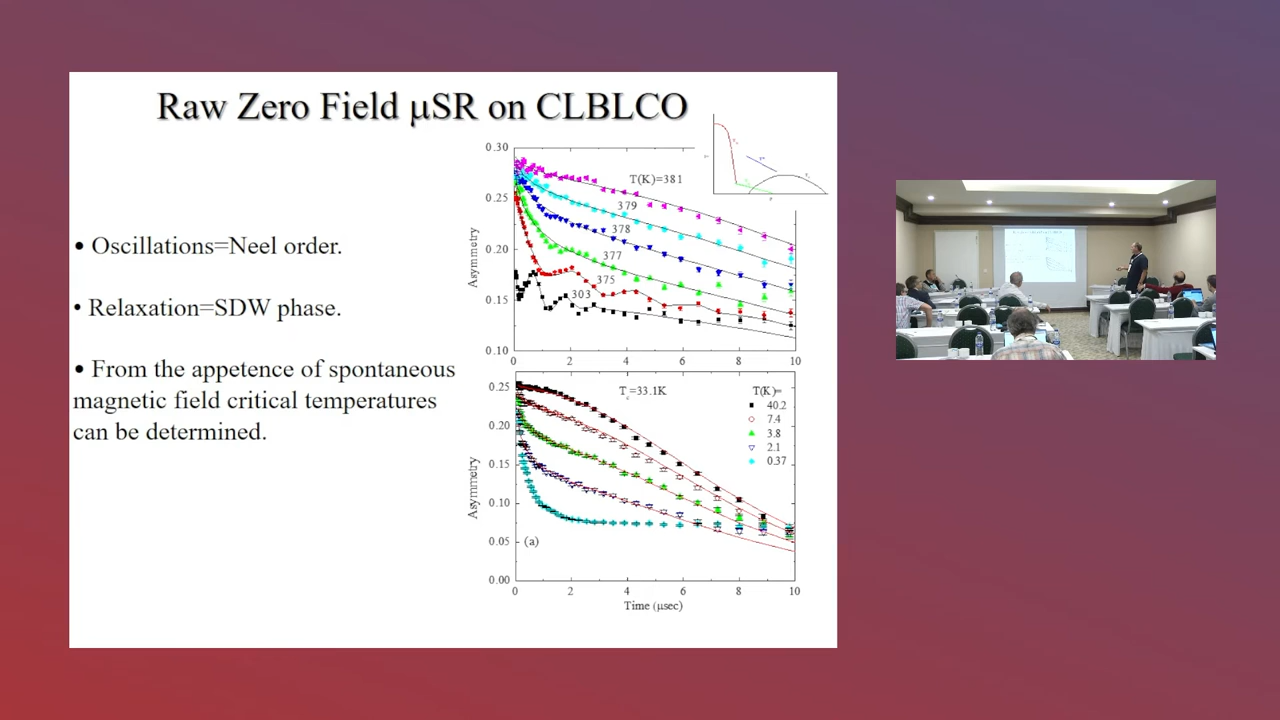 Raw Zero Field μSR on CLBLCO
• Oscillations=Neel order.
• Relaxation=SDW phase.
• From the appetence of spontaneous
magnetic field critical temperatures
can be determined.
0.30
0.25
0.20
0.15
0.10
Asymmetry
T(K)=381
379
378
377
375
303
0 2 4 6 8 10
0.25
0.20
0.15
0.10
0.05
0.00
Asymmetry
T_c=33.1K
T(K)=
40.2
7.4
3.8
2.1
0.37
(a)
0 2 4 6 8 10
Time (μsec)